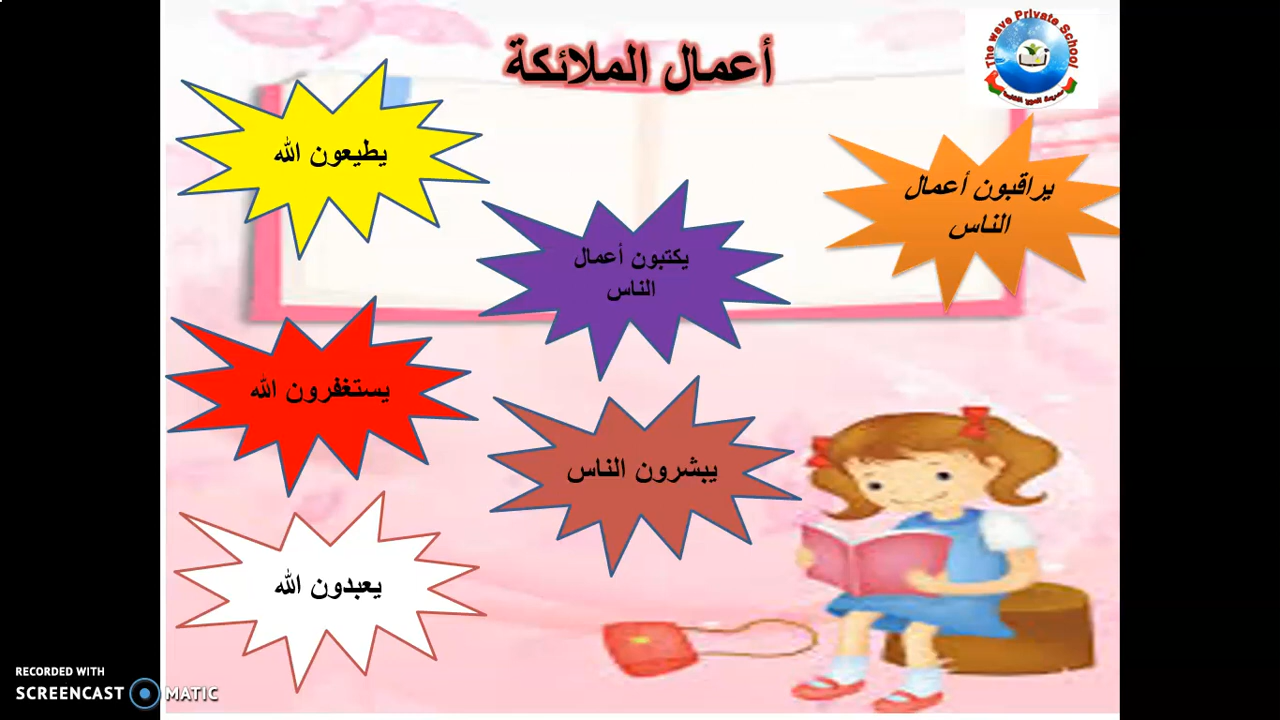 أعمال الملائكة
The wave Private School
يطيعون الله
يراقبون أعمال
الناس
يكتبون أعمال
الناس
يستغفرون الله
يبشرون الناس
يعبدون الله
RECORDED WITH
SCREENCAST MATIC